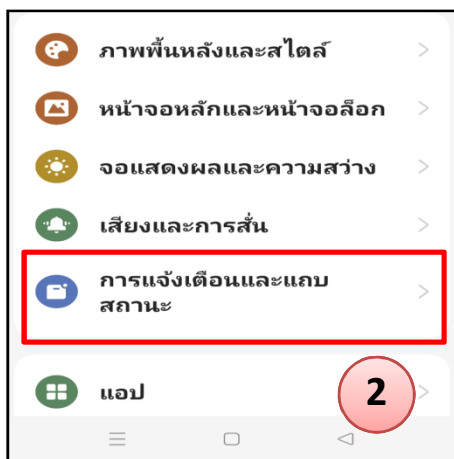 ภาพพื้นหลังและสไตล์
หน้าจอหลักและหน้าจอล็อก
จอแสดงผลและความสว่าง
เสียงและการสั่น
การแจ้งเตือนและแถบ
สถานะ
แอป
2